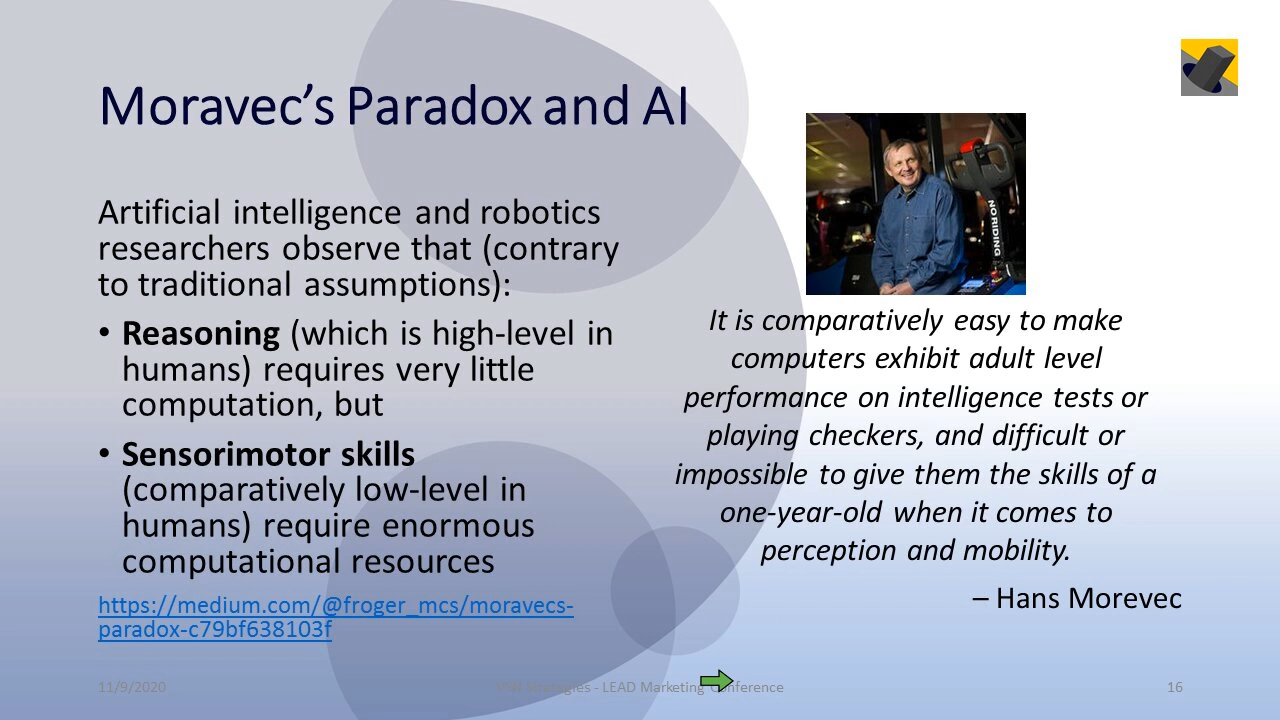 Moravec's Paradox and AI
Artificial intelligence and robotics
researchers observe that (contrary
to traditional assumptions):
• Reasoning (which is high-level in
humans) requires very little
computation, but
• Sensorimotor skills
(comparatively low-level in
humans) require enormous
computational resources
https://medium.com/@froger_mcs/moravecs-
paradox-c79bf638103f
NO RIDING
It is comparatively easy to make
computers exhibit adult level
performance on intelligence tests or
playing checkers, and difficult or
impossible to give them the skills of a
one-year-old when it comes to
perception and mobility.
– Hans Morevec
11/9/2020
Strategies - LEAD Marketing Conference
16